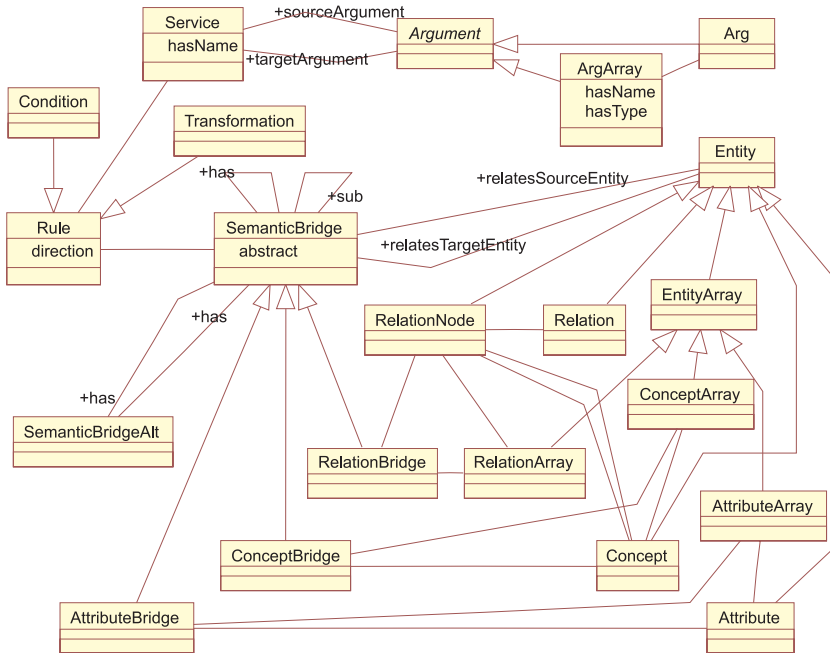 +sourceArgument
Service
hasName
Argument
Arg
+targetArgument
ArgArray
hasName
hasType
Condition
Transformation
Entity
+has
+relatesSourceEntity
+sub
Rule
direction
SemanticBridge
abstract
+relatesTargetEntity
EntityArray
+has
RelationNode
Relation
+has
ConceptArray
SemanticBridgeAlt
RelationBridge
RelationArray
AttributeArray
ConceptBridge
Concept
AttributeBridge
Attribute